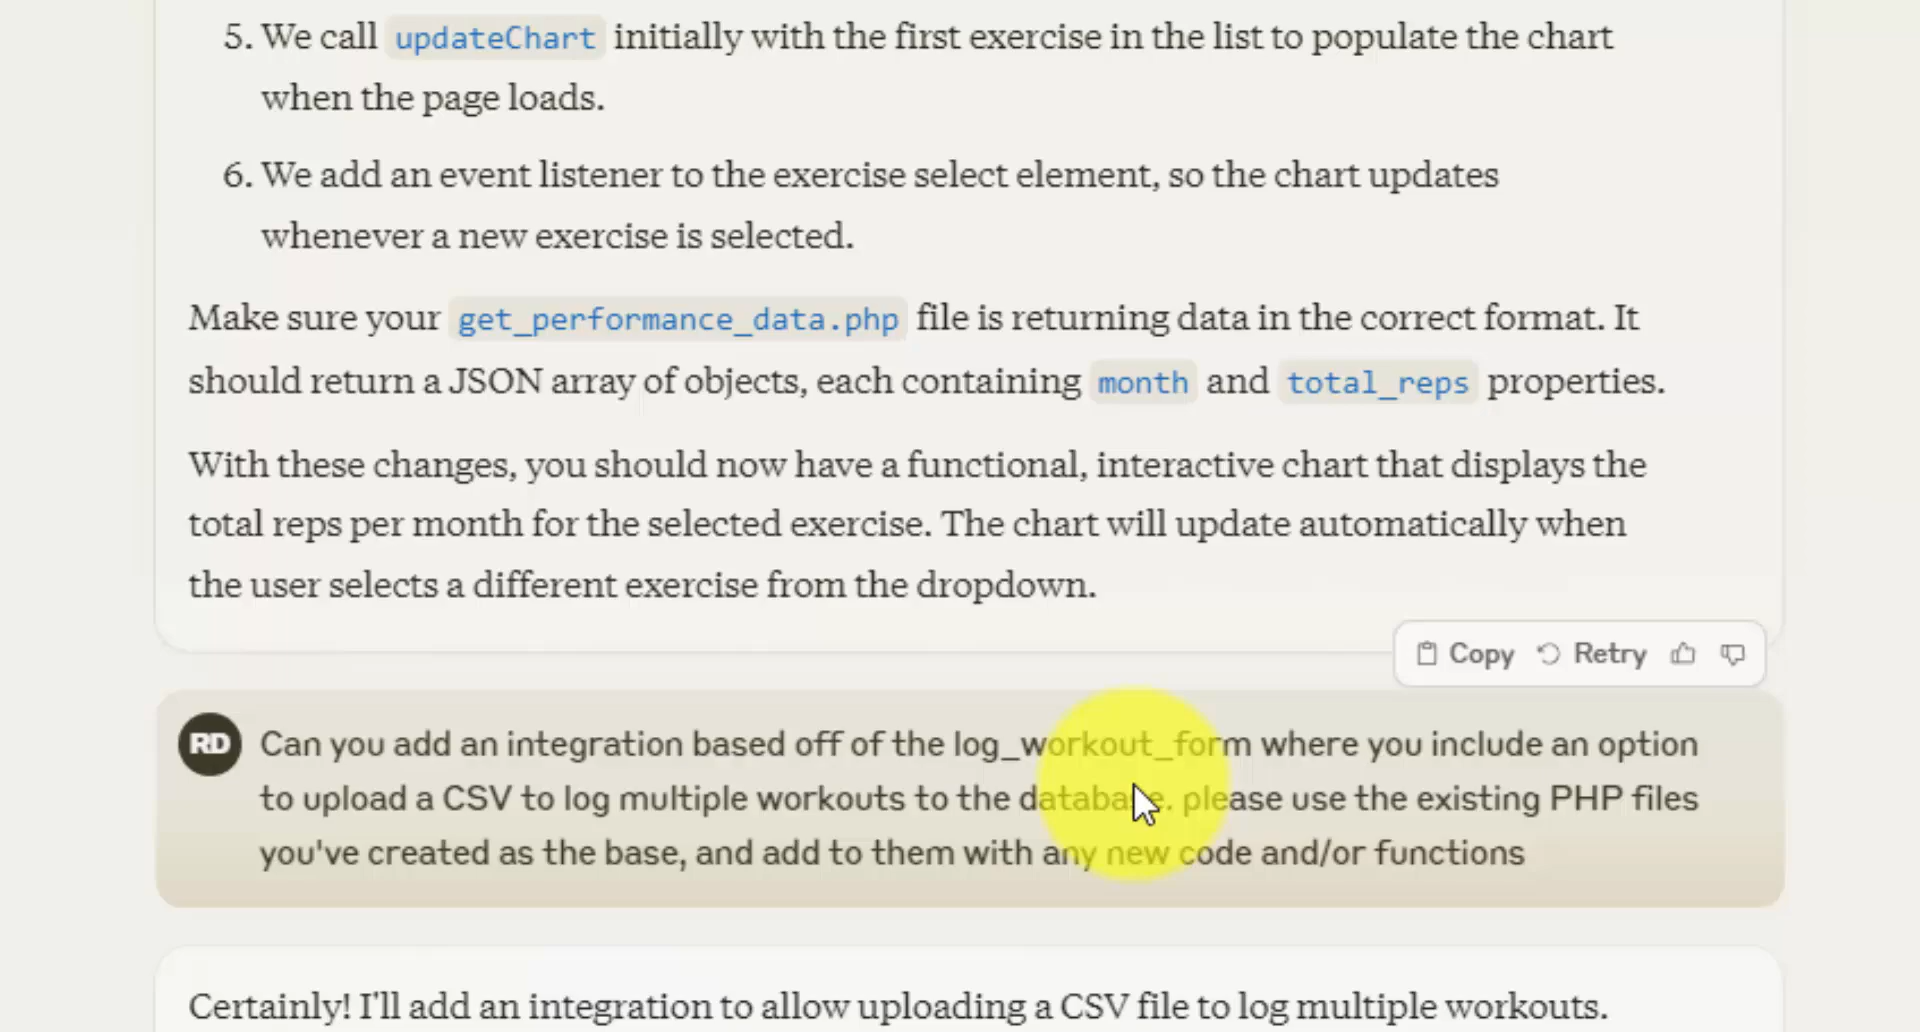 5. We call updateChart initially with the first exercise in the list to populate the chart
when the page loads.
6. We add an event listener to the exercise select element, so the chart updates
whenever a new exercise is selected.
Make sure your get_performance_data.php file is returning data in the correct format. It
should return a JSON array of objects, each containing month and total_reps properties.
With these changes, you should now have a functional, interactive chart that displays the
total reps per month for the selected exercise. The chart will update automatically when
the user selects a different exercise from the dropdown.
Copy Retry
RD Can you add an integration based off of the log_workout_form where you include an option
to upload a CSV to log multiple workouts to the database. please use the existing PHP files
you've created as the base, and add to them with any new code and/or functions
Certainly! I'll add an integration to allow uploading a CSV file to log multiple workouts.